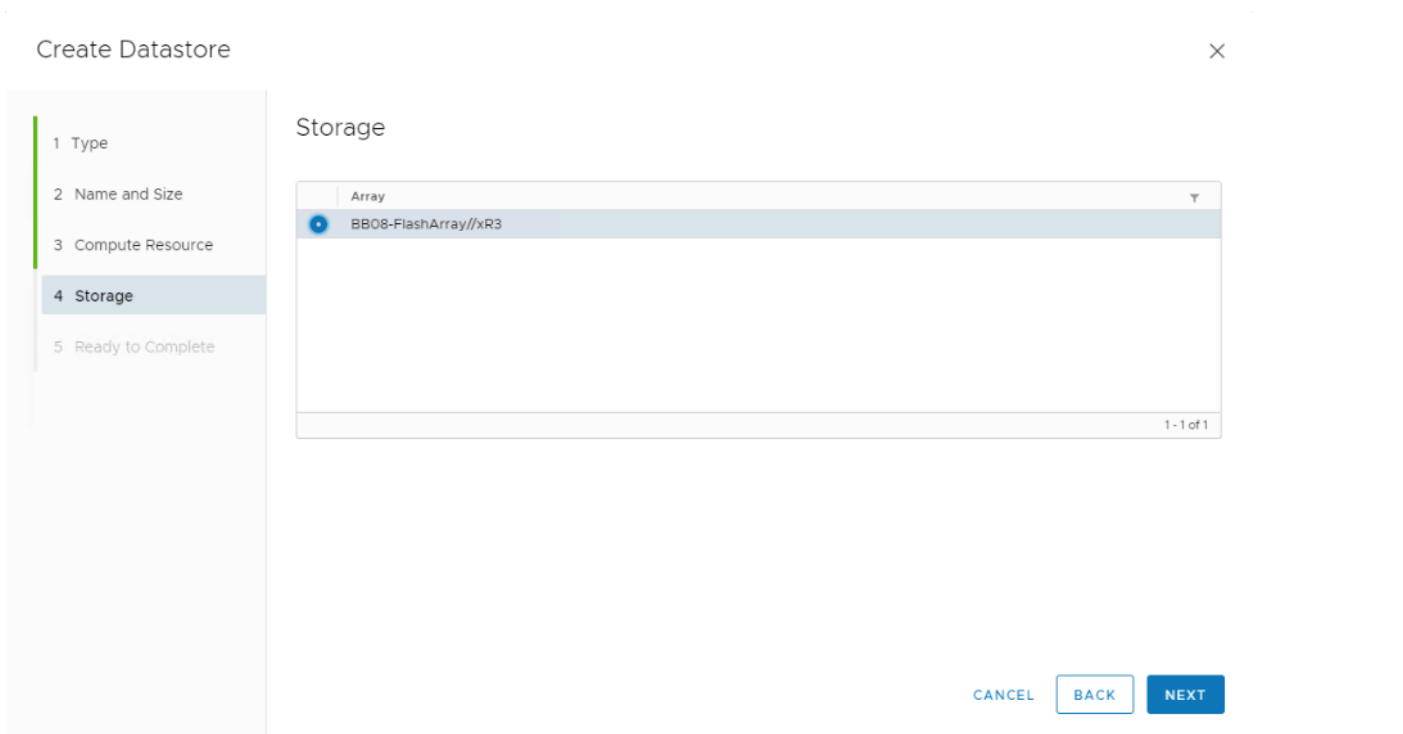 Create Datastore
1 Type
2 Name and Size
3 Compute Resource
4 Storage
5 Ready to Complete
Storage
Array
BB08-FlashArray//xR3
1 - 1 of 1
CANCEL
BACK
NEXT